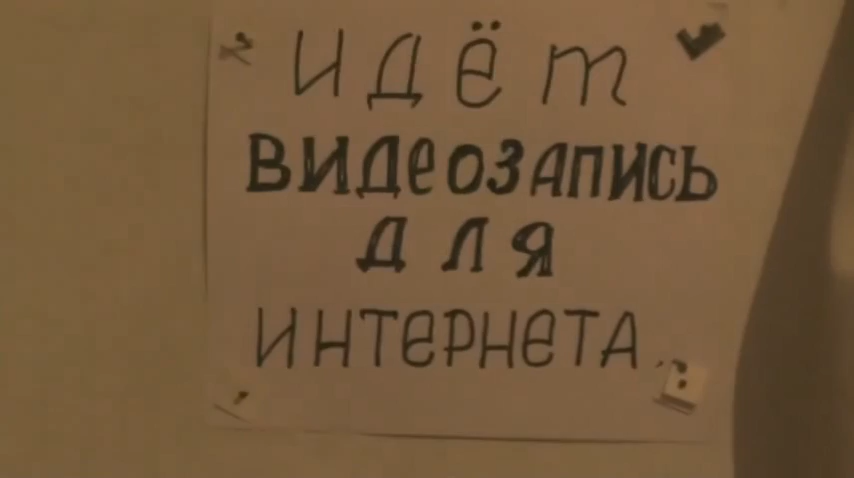 идёт
видеозапись
для
интернета